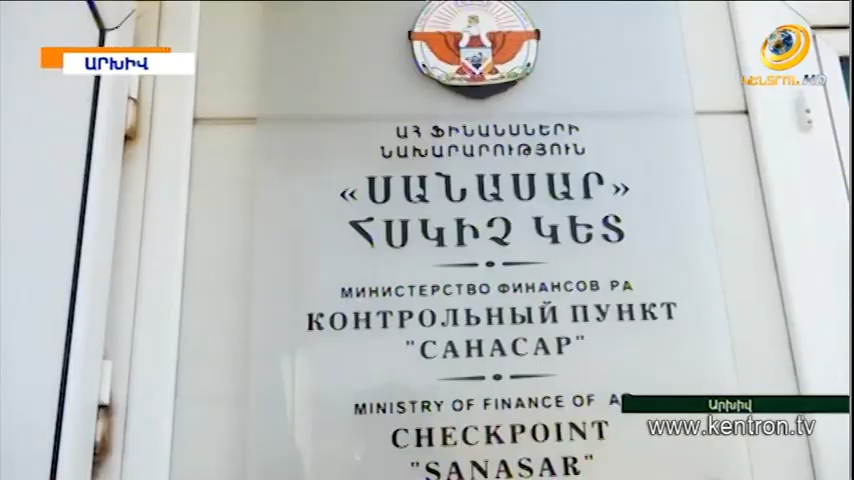 ԱՐԽԻՎ
ԿԵՆՏՐՈՆ
ԱՀ ՖԻՆԱՆՍՆԵՐԻ
ՆԱԽԱՐԱՐՈՒԹՅՈՒՆ
«ՍԱՆԱՍԱՐ»
ՀՍԿԻՉ ԿԵՏ
МИНИСТЕРСТВО ФИНАНСОВ РА
КОНТРОЛЬНЫЙ ПУНКТ
"САНАСАР"
MINISTRY OF FINANCE OF
CHECKPOINT
"SANASAR"
Արխիվ
www.kentron.tv